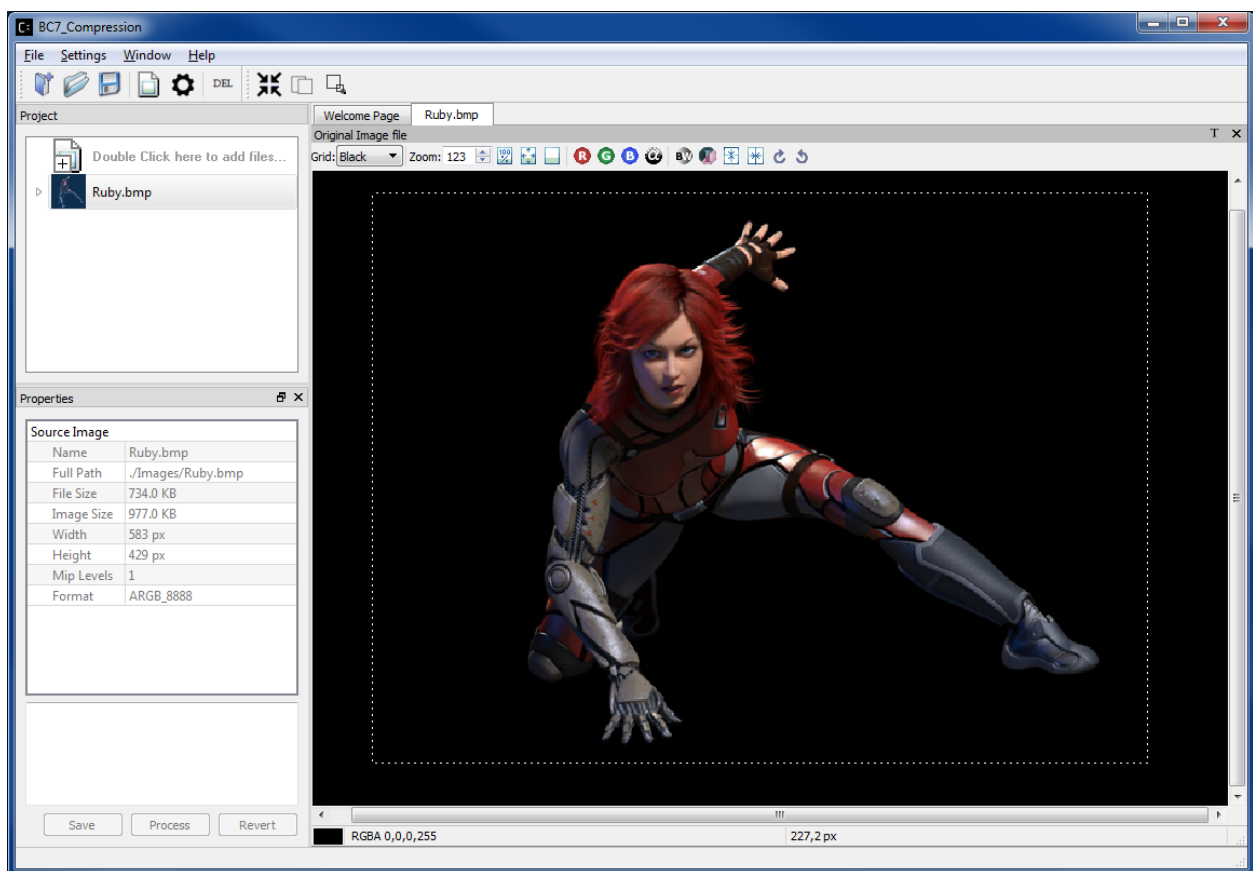 BC7_Compression
File Settings Window Help
DEL
Project
Double Click here to add files...
Ruby.bmp
Properties
Source Image
Name Ruby.bmp
Full Path ./Images/Ruby.bmp
File Size 734.0 KB
Image Size 977.0 KB
Width 583 px
Height 429 px
Mip Levels 1
Format ARGB_8888
Save Process Revert
Welcome Page Ruby.bmp
Original Image file T
Grid: Black Zoom: 123 100% R G B α BW
RGBA 0,0,0,255 227,2 px